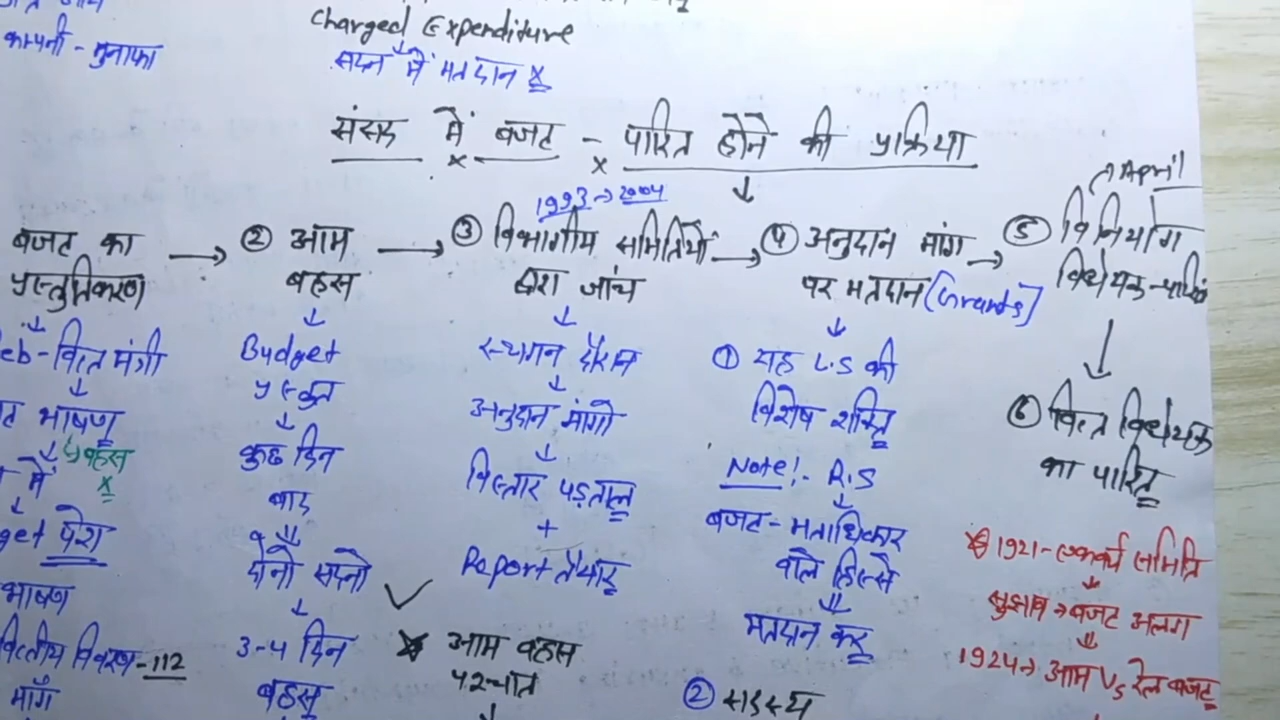 कम्पनी - मुनाफा
Charged Expenditure
सदन में मतदान x
संसद में बजट - पारित होने की प्रक्रिया
बजट का
प्रस्तुतिकरण
eb-वित्त मंत्री
भाषण
बहस
x
में
get पेश
भाषण
वित्तीय विवरण-112
माँग
② आम
बहस
Budget
प्रस्तुत
कुछ दिन
बाद
दोनों सदनों
3-4 दिन
बहस
1993 → 2004
③ विभागीय समितियों
द्वारा जांच
स्थगन दौरान
अनुदान मांगों
विस्तार पड़ताल
+
Report तैयार
आम बहस
पश्चात
④ अनुदान मांग
पर मतदान [Grants]
① यह L.S की
विशेष शक्ति
Note!- R.S
बजट - मताधिकार
वाले हिस्से
मतदान कर
② सदस्य
April
⑤ विनियोग
विधेयक-पारित
⑥ वित्त विधेयक
का पारित
1921-एकवर्थ समिति
सुझाव → बजट अलग
1924 → आम Vs रेल बजट